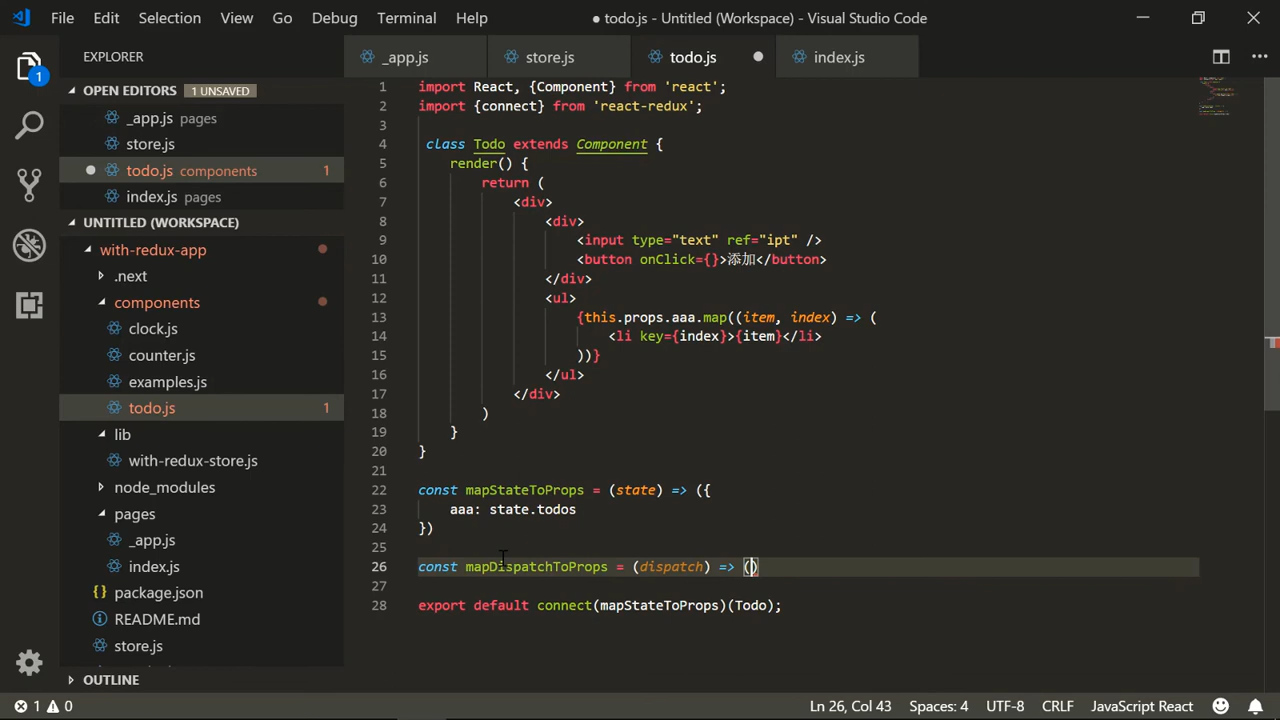 File Edit Selection View Go Debug Terminal Help ● todo.js - Untitled (Workspace) - Visual Studio Code
EXPLORER
_app.js store.js todo.js index.js
OPEN EDITORS 1 UNSAVED
_app.js pages
store.js
todo.js components 1
index.js pages
UNTITLED (WORKSPACE)
with-redux-app
.next
components
clock.js
counter.js
examples.js
todo.js 1
lib
with-redux-store.js
node_modules
pages
_app.js
index.js
package.json
README.md
store.js
OUTLINE
1
1 import React, {Component} from 'react';
2 import {connect} from 'react-redux';
3
4 class Todo extends Component {
5 render() {
6 return (
7 <div>
8 <div>
9 <input type="text" ref="ipt" />
10 <button onClick={}>添加</button>
11 </div>
12 <ul>
13 {this.props.aaa.map((item, index) => (
14 <li key={index}>{item}</li>
15 ))}
16 </ul>
17 </div>
18 )
19 }
20 }
21
22 const mapStateToProps = (state) => ({
23 aaa: state.todos
24 })
25
26 const mapDispatchToProps = (dispatch) => ()
27
28 export default connect(mapStateToProps)(Todo);
1 0 Ln 26, Col 43 Spaces: 4 UTF-8 CRLF JavaScript React